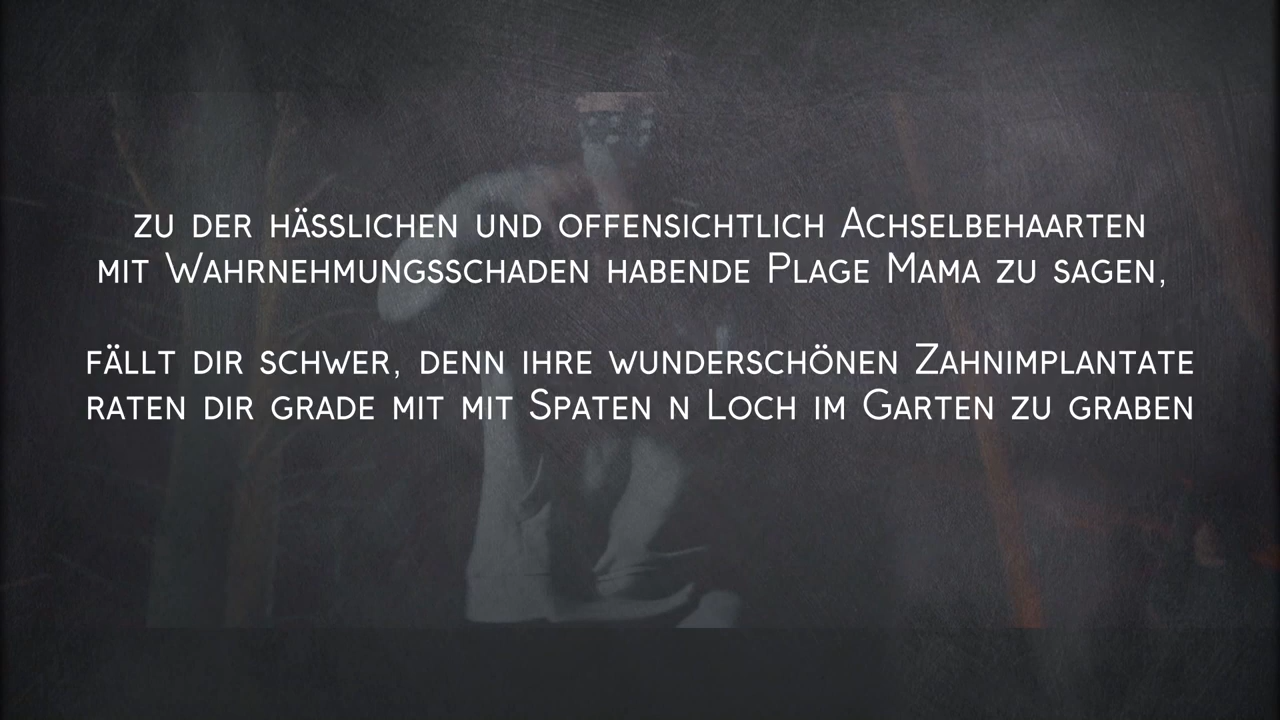 zu der hässlichen und offensichtlich Achselbehaarten
mit Wahrnehmungsschaden habende Plage Mama zu sagen,
fällt dir schwer, denn ihre wunderschönen Zahnimplantate
raten dir grade mit mit Spaten n Loch im Garten zu graben